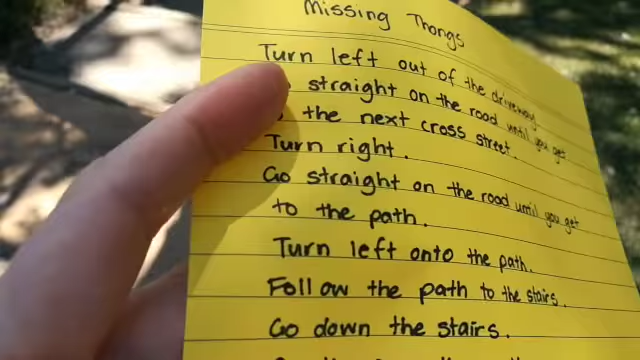 Missing Thongs
Turn left out of the driveway
straight on the road until you get
the next cross street.
Turn right.
Go straight on the road until you get
to the path.
Turn left onto the path.
Follow the path to the stairs.
Go down the stairs.